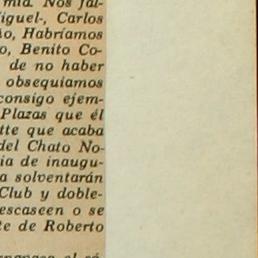 mia. Nos fal-
iguel-, Carlos
o, Habríamos
o, Benito Co-
de no haber
obsequiamos
consigo ejem-
Plazas que él
tte que acaba
del Chato No-
ia de inaugu-
a solventarán
Club y doble-
escaseen o se
te de Roberto